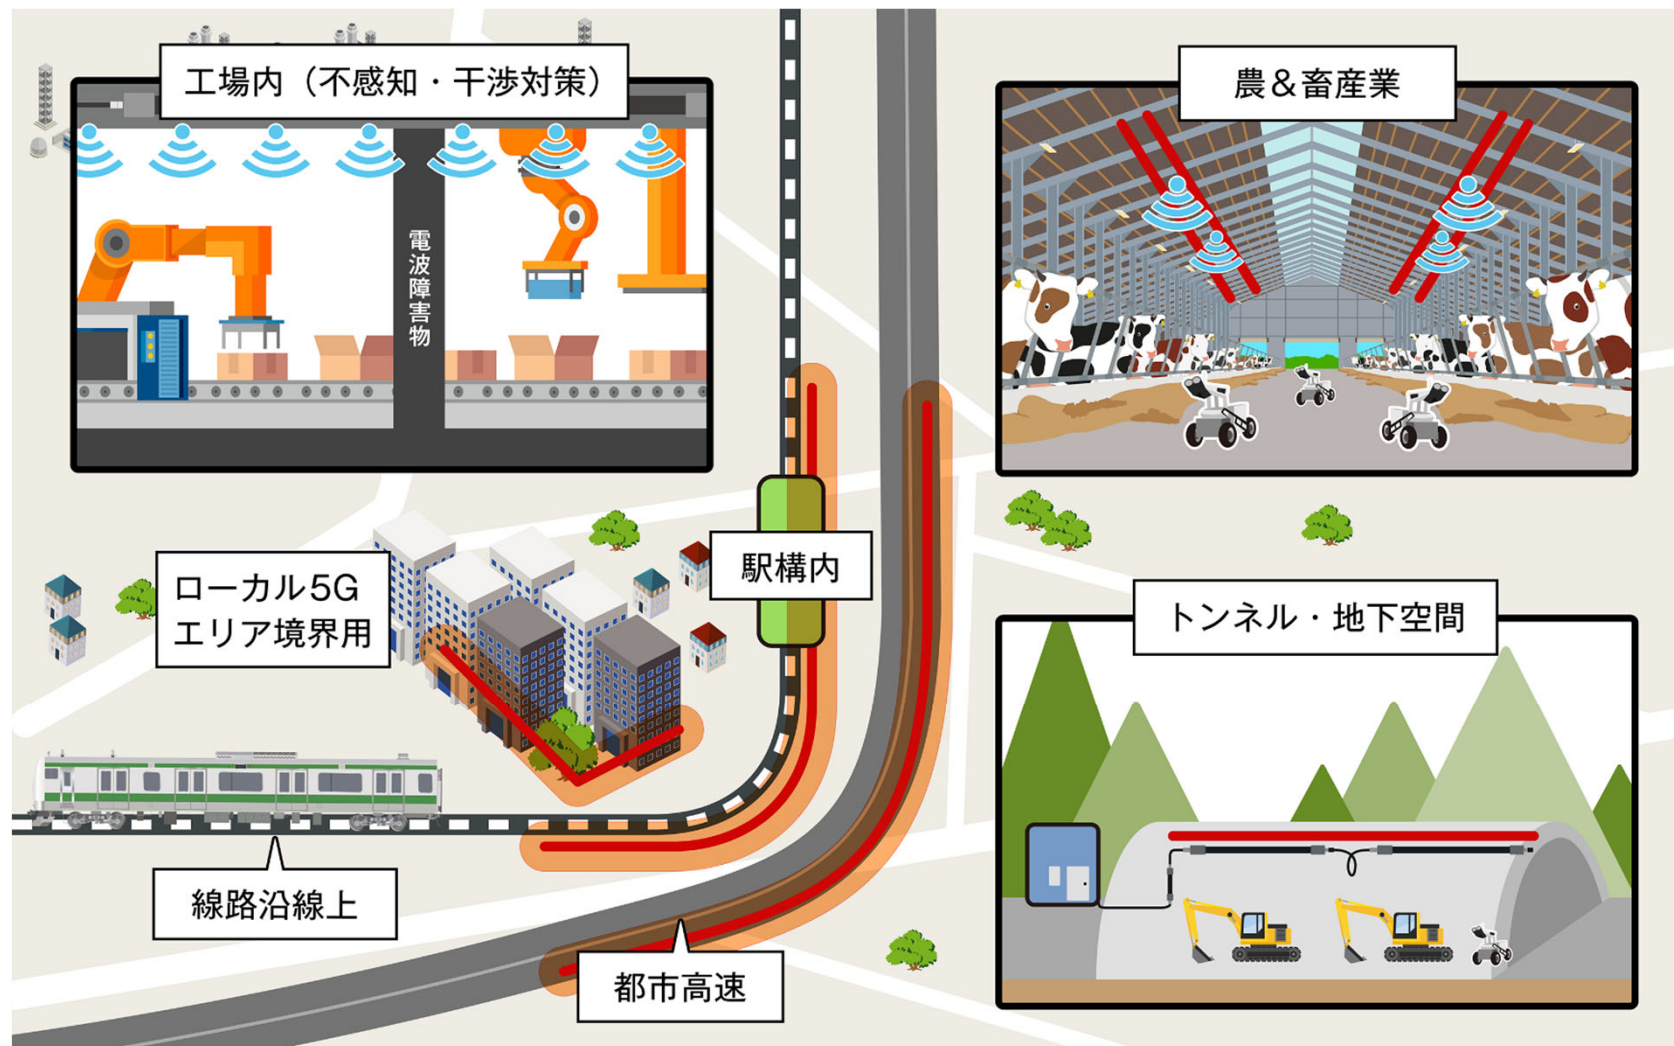 工場内（不感知・干渉対策）
農＆畜産業
電波障害物
駅構内
ローカル5G
エリア境界用
トンネル・地下空間
線路沿線上
都市高速